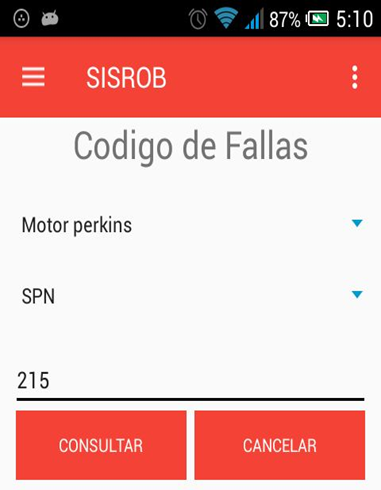 87% 5:10
SISROB
Codigo de Fallas
Motor perkins
SPN
215
CONSULTAR CANCELAR